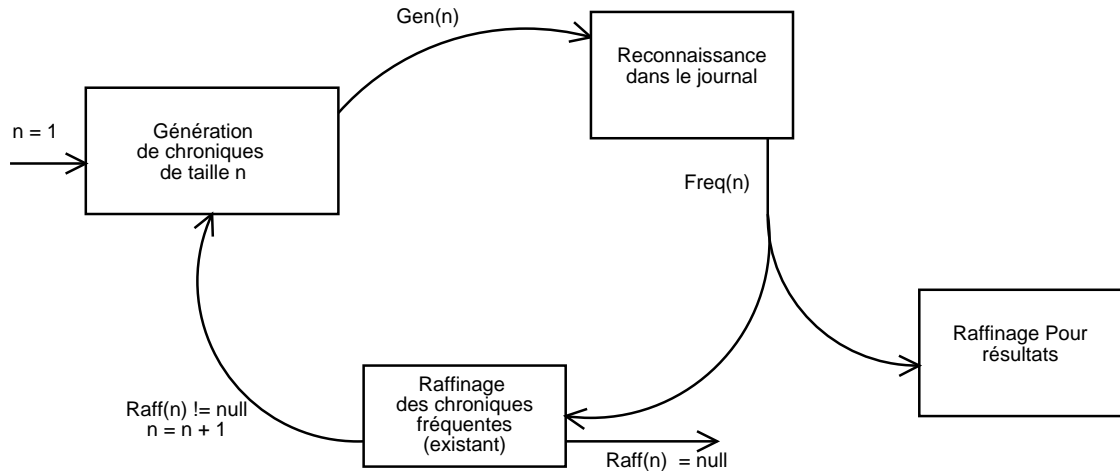 Gen(n)
Reconnaissance
dans le journal
n = 1
Génération
de chroniques
de taille n
Freq(n)
Raffinage Pour
résultats
Raffinage
des chroniques
fréquentes
(existant)
Raff(n) != null
n = n + 1
Raff(n) = null